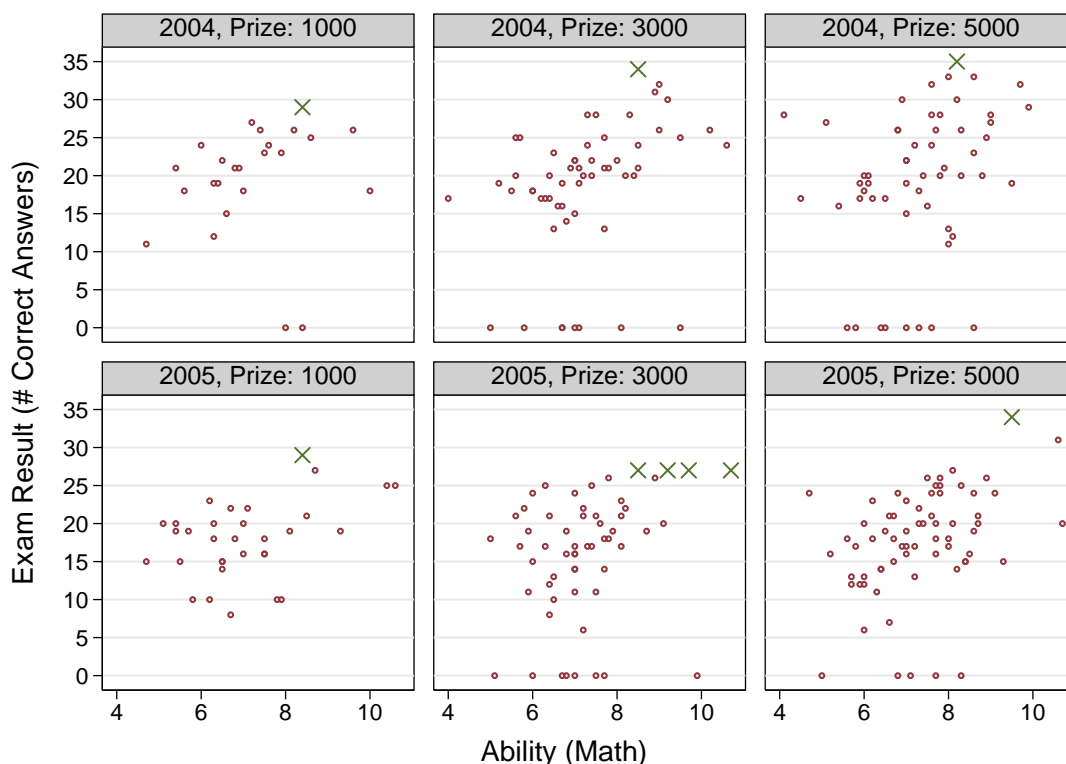 2004, Prize: 1000
2004, Prize: 3000
2004, Prize: 5000
35
30
25
20
15
10
5
0
2005, Prize: 1000
2005, Prize: 3000
2005, Prize: 5000
35
30
25
20
15
10
5
0
4 6 8 10
4 6 8 10
4 6 8 10
Exam Result (# Correct Answers)
Ability (Math)